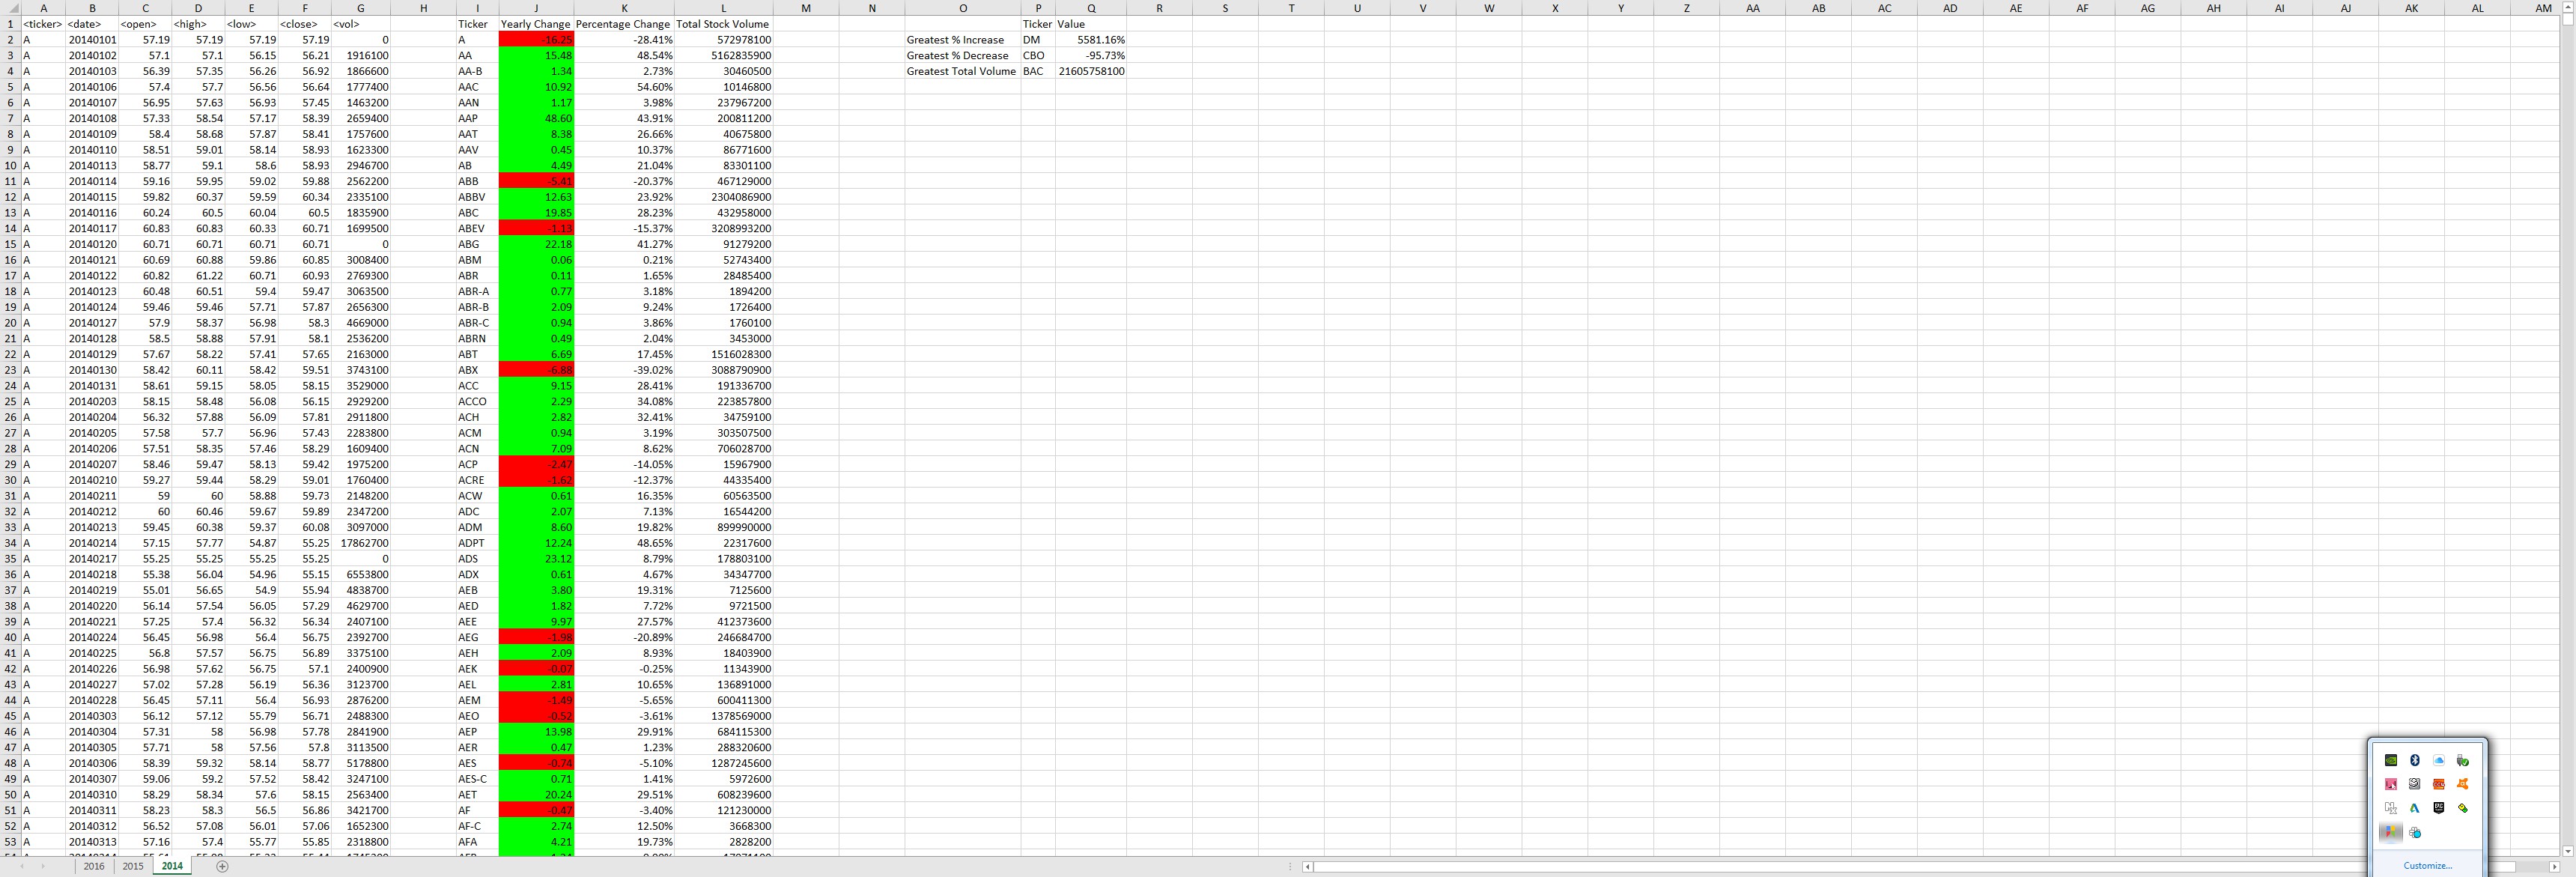 A B C D E F G H I J K L M N O P Q R S T U V W X Y Z AA AB AC AD AE AF AG AH AI AJ AK AL AM
1 <ticker> <date> <open> <high> <low> <close> <vol> Ticker Yearly Change Percentage Change Total Stock Volume Ticker Value
2 A 20140101 57.19 57.19 57.19 57.19 0 A -16.25 -28.41% 572978100 Greatest % Increase DM 5581.16%
3 A 20140102 57.1 57.1 56.15 56.21 1916100 AA 15.48 48.54% 5162835900 Greatest % Decrease CBO -95.73%
4 A 20140103 56.39 57.35 56.26 56.92 1866600 AA-B 1.34 2.73% 30460500 Greatest Total Volume BAC 21605758100
5 A 20140106 57.4 57.7 56.56 56.64 1777400 AAC 10.92 54.60% 10146800
6 A 20140107 56.95 57.63 56.93 57.45 1463200 AAN 1.17 3.98% 237967200
7 A 20140108 57.33 58.54 57.17 58.39 2659400 AAP 48.60 43.91% 200811200
8 A 20140109 58.4 58.68 57.87 58.41 1757600 AAT 8.38 26.66% 40675800
9 A 20140110 58.51 59.01 58.14 58.93 1623300 AAV 0.45 10.37% 86771600
10 A 20140113 58.77 59.1 58.6 58.93 2946700 AB 4.49 21.04% 83301100
11 A 20140114 59.16 59.95 59.02 59.88 2562200 ABB -5.41 -20.37% 467129000
12 A 20140115 59.82 60.37 59.59 60.34 2335100 ABBV 12.63 23.92% 2304086900
13 A 20140116 60.24 60.5 60.04 60.5 1835900 ABC 19.85 28.23% 432958000
14 A 20140117 60.83 60.83 60.33 60.71 1699500 ABEV -1.13 -15.37% 3208993200
15 A 20140120 60.71 60.71 60.71 60.71 0 ABG 22.18 41.27% 91279200
16 A 20140121 60.69 60.88 59.86 60.85 3008400 ABM 0.06 0.21% 52743400
17 A 20140122 60.82 61.22 60.71 60.93 2769300 ABR 0.11 1.65% 28485400
18 A 20140123 60.48 60.51 59.4 59.47 3063500 ABR-A 0.77 3.18% 1894200
19 A 20140124 59.46 59.46 57.71 57.87 2656300 ABR-B 2.09 9.24% 1726400
20 A 20140127 57.9 58.37 56.98 58.3 4669000 ABR-C 0.94 3.86% 1760100
21 A 20140128 58.5 58.88 57.91 58.1 2536200 ABRN 0.49 2.04% 3453000
22 A 20140129 57.67 58.22 57.41 57.65 2163000 ABT 6.69 17.45% 1516028300
23 A 20140130 58.42 60.11 58.42 59.51 3743100 ABX -6.88 -39.02% 3088790900
24 A 20140131 58.61 59.15 58.05 58.15 3529000 ACC 9.15 28.41% 191336700
25 A 20140203 58.15 58.48 56.08 56.15 2929200 ACCO 2.29 34.08% 223857800
26 A 20140204 56.32 57.88 56.09 57.81 2911800 ACH 2.82 32.41% 34759100
27 A 20140205 57.58 57.7 56.96 57.43 2283800 ACM 0.94 3.19% 303507500
28 A 20140206 57.51 58.35 57.46 58.29 1609400 ACN 7.09 8.62% 706028700
29 A 20140207 58.46 59.47 58.13 59.42 1975200 ACP -2.47 -14.05% 15967900
30 A 20140210 59.27 59.44 58.29 59.01 1760400 ACRE -1.62 -12.37% 44335400
31 A 20140211 59 60 58.88 59.73 2148200 ACW 0.61 16.35% 60563500
32 A 20140212 60 60.46 59.67 59.89 2347200 ADC 2.07 7.13% 16544200
33 A 20140213 59.45 60.38 59.37 60.08 3097000 ADM 8.60 19.82% 899990000
34 A 20140214 57.15 57.77 54.87 55.25 17862700 ADPT 12.24 48.65% 22317600
35 A 20140217 55.25 55.25 55.25 55.25 0 ADS 23.12 8.79% 178803100
36 A 20140218 55.38 56.04 54.96 55.15 6553800 ADX 0.61 4.67% 34347700
37 A 20140219 55.01 56.65 54.9 55.94 4838700 AEB 3.80 19.31% 7125600
38 A 20140220 56.14 57.54 56.05 57.29 4629700 AED 1.82 7.72% 9721500
39 A 20140221 57.25 57.4 56.32 56.34 2407100 AEE 9.97 27.57% 412373600
40 A 20140224 56.45 56.98 56.4 56.75 2392700 AEG -1.98 -20.89% 246684700
41 A 20140225 56.8 57.57 56.75 56.89 3375100 AEH 2.09 8.93% 18403900
42 A 20140226 56.98 57.62 56.75 57.1 2400900 AEK -0.07 -0.25% 11343900
43 A 20140227 57.02 57.28 56.19 56.36 3123700 AEL 2.81 10.65% 136891000
44 A 20140228 56.45 57.11 56.4 56.93 2876200 AEM -1.49 -5.65% 600411300
45 A 20140303 56.12 57.12 55.79 56.71 2488300 AEO -0.52 -3.61% 1378569000
46 A 20140304 57.31 58 56.98 57.78 2841900 AEP 13.98 29.91% 684115300
47 A 20140305 57.71 58 57.56 57.8 3113500 AER 0.47 1.23% 288320600
48 A 20140306 58.39 59.32 58.14 58.77 5178800 AES -0.74 -5.10% 1287245600
49 A 20140307 59.06 59.2 57.52 58.42 3247100 AES-C 0.71 1.41% 5972600
50 A 20140310 58.29 58.34 57.6 58.15 2563400 AET 20.24 29.51% 608239600
51 A 20140311 58.23 58.3 56.5 56.86 3421700 AF -0.47 -3.40% 121230000
52 A 20140312 56.52 57.08 56.01 57.06 1652300 AF-C 2.74 12.50% 3668300
53 A 20140313 57.16 57.4 55.77 55.85 2318800 AFA 4.21 19.73% 2828200
2016 2015 2014
Customize...